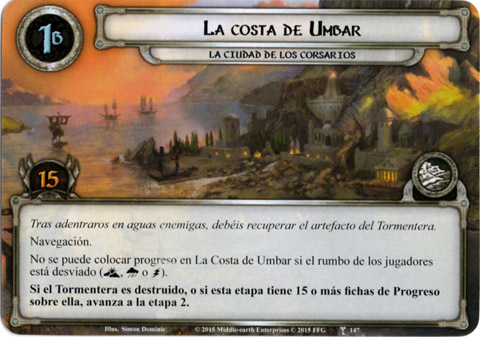 1B
La costa de Umbar
La ciudad de los corsarios
15
Tras adentraros en aguas enemigas, debéis recuperar el artefacto del Tormentera.
Navegación.
No se puede colocar progreso en La Costa de Umbar si el rumbo de los jugadores
está desviado ( , o ).
Si el Tormentera es destruido, o si esta etapa tiene 15 o más fichas de Progreso
sobre ella, avanza a la etapa 2.
Illus. Simon Dominic © 2015 Middle-earth Enterprises © 2015 FFG 147